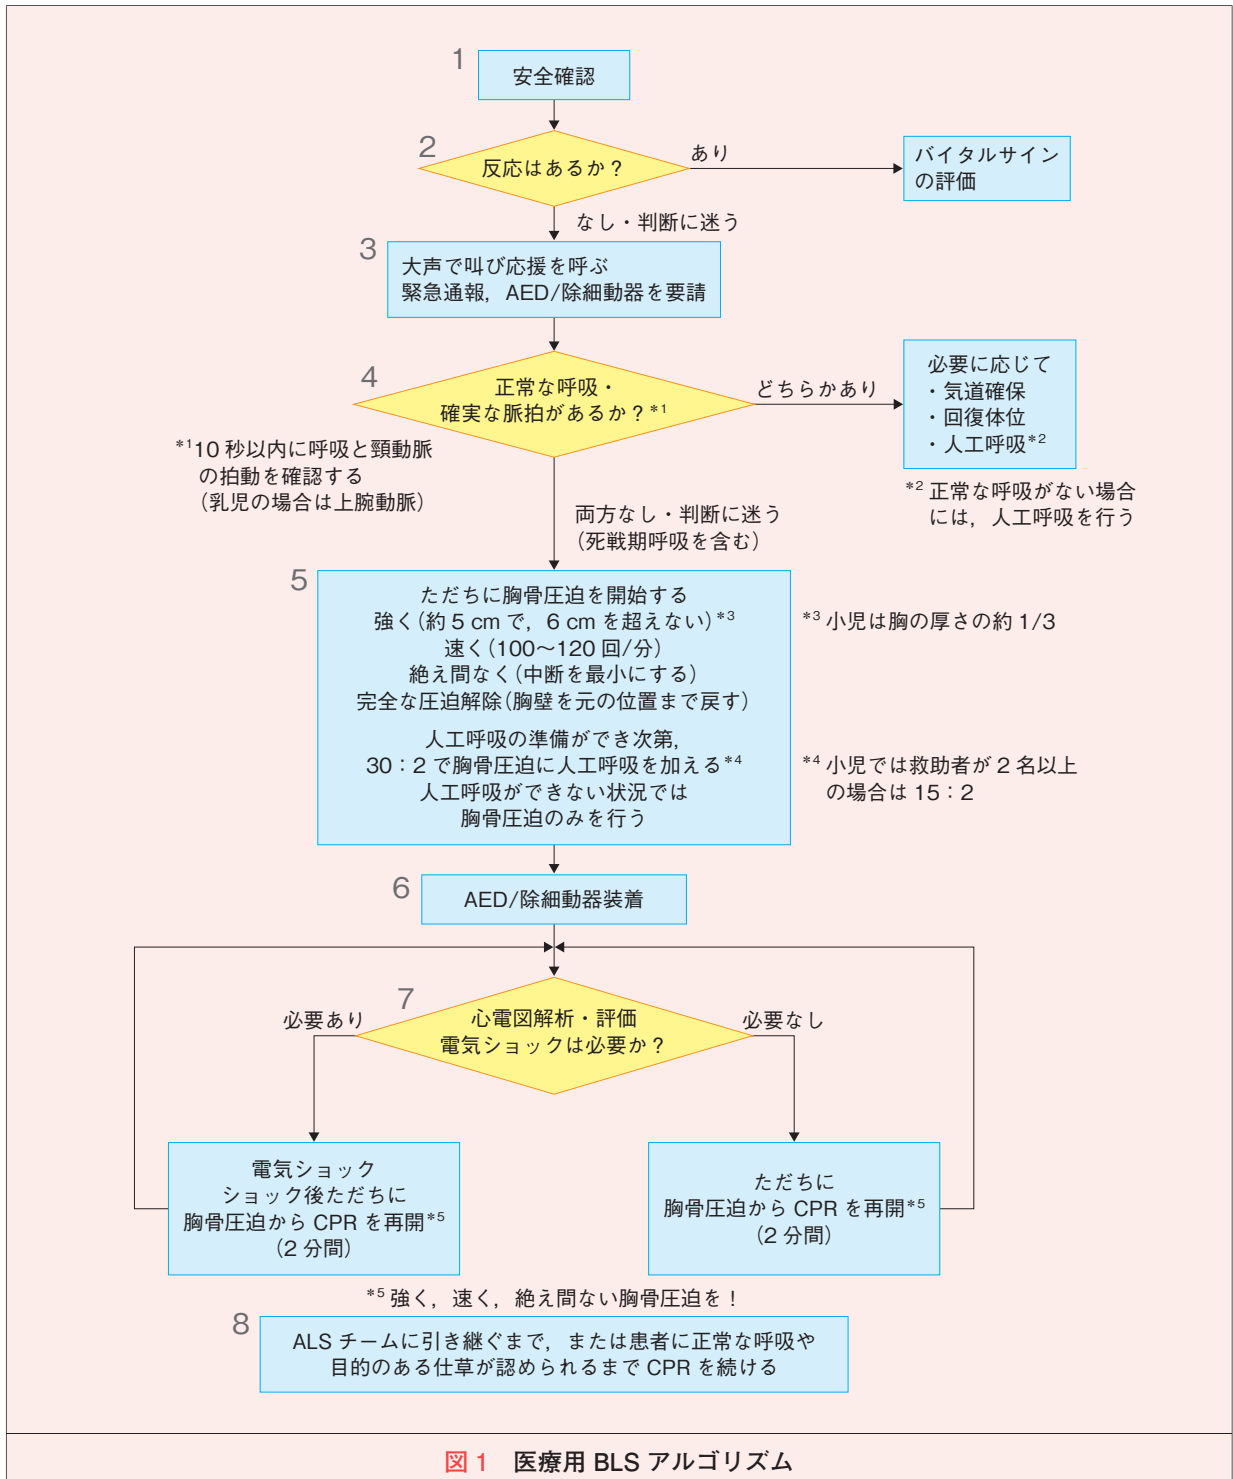 1
安全確認
2
反応はあるか？
あり
バイタルサイン
の評価
なし・判断に迷う
3
大声で叫び応援を呼ぶ
緊急通報，AED/除細動器を要請
4
正常な呼吸・
確実な脈拍があるか？*1
どちらかあり
必要に応じて
・気道確保
・回復体位
・人工呼吸*2
*1 10 秒以内に呼吸と頸動脈
の拍動を確認する
（乳児の場合は上腕動脈）
*2 正常な呼吸がない場合
には，人工呼吸を行う
両方なし・判断に迷う
（死戦期呼吸を含む）
5
ただちに胸骨圧迫を開始する
強く（約 5 cm で，6 cm を超えない）*3
速く（100〜120 回/分）
絶え間なく（中断を最小にする）
完全な圧迫解除（胸壁を元の位置まで戻す）
*3 小児は胸の厚さの約 1/3
人工呼吸の準備ができ次第，
30：2 で胸骨圧迫に人工呼吸を加える*4
人工呼吸ができない状況では
胸骨圧迫のみを行う
*4 小児では救助者が 2 名以上
の場合は 15：2
6
AED/除細動器装着
7
心電図解析・評価
電気ショックは必要か？
必要あり
必要なし
電気ショック
ショック後ただちに
胸骨圧迫から CPR を再開*5
（2 分間）
ただちに
胸骨圧迫から CPR を再開*5
（2 分間）
*5 強く，速く，絶え間ない胸骨圧迫を！
8
ALS チームに引き継ぐまで，または患者に正常な呼吸や
目的のある仕草が認められるまで CPR を続ける
図 1 医療用 BLS アルゴリズム